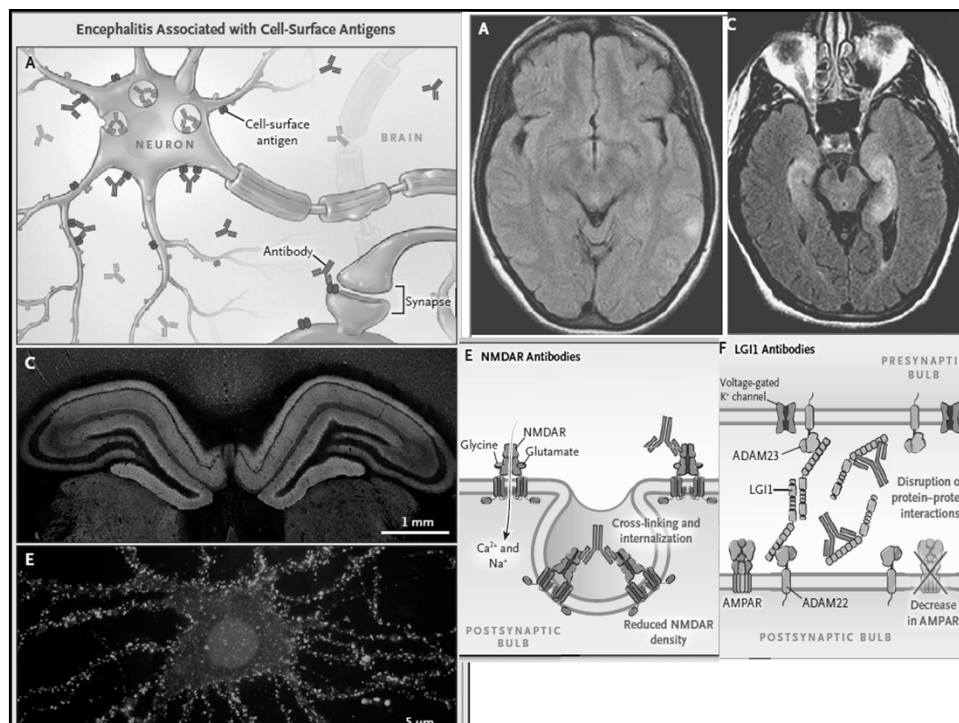 Encephalitis Associated with Cell-Surface Antigens
A
Cell-surface
antigen
NEURON
BRAIN
Antibody
Synapse
C
1 mm
E
5 µm
A
C
E NMDAR Antibodies
NMDAR
Glycine
Glutamate
Cross-linking and
internalization
Ca²⁺ and
Na⁺
Reduced NMDAR
density
POSTSYNAPTIC
BULB
F LGI1 Antibodies
PRESYNAPTIC
BULB
Voltage-gated
K⁺ channel
ADAM23
LGI1
Disruption o
protein–prote
interactions
AMPAR
ADAM22
Decrease
in AMPAR
POSTSYNAPTIC BULB